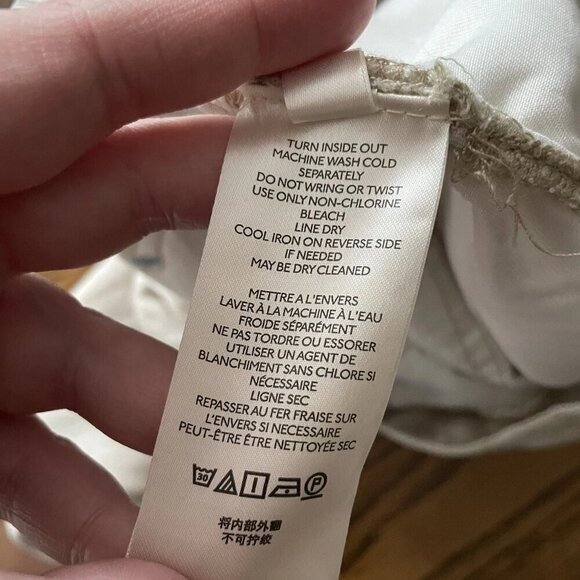 TURN INSIDE OUT
MACHINE WASH COLD
SEPARATELY
DO NOT WRING OR TWIST
USE ONLY NON-CHLORINE
BLEACH
LINE DRY
COOL IRON ON REVERSE SIDE
IF NEEDED
MAY BE DRY CLEANED
METTRE A L'ENVERS
LAVER À LA MACHINE À L'EAU
FROIDE SÉPARÉMENT
NE PAS TORDRE OU ESSORER
UTILISER UN AGENT DE
BLANCHIMENT SANS CHLORE SI
NÉCESSAIRE
LIGNE SEC
REPASSER AU FER FRAISE SUR
L'ENVERS SI NECESSAIRE
PEUT-ÊTRE ÊTRE NETTOYÉE SEC
30 P
将内部外翻
不可拧绞